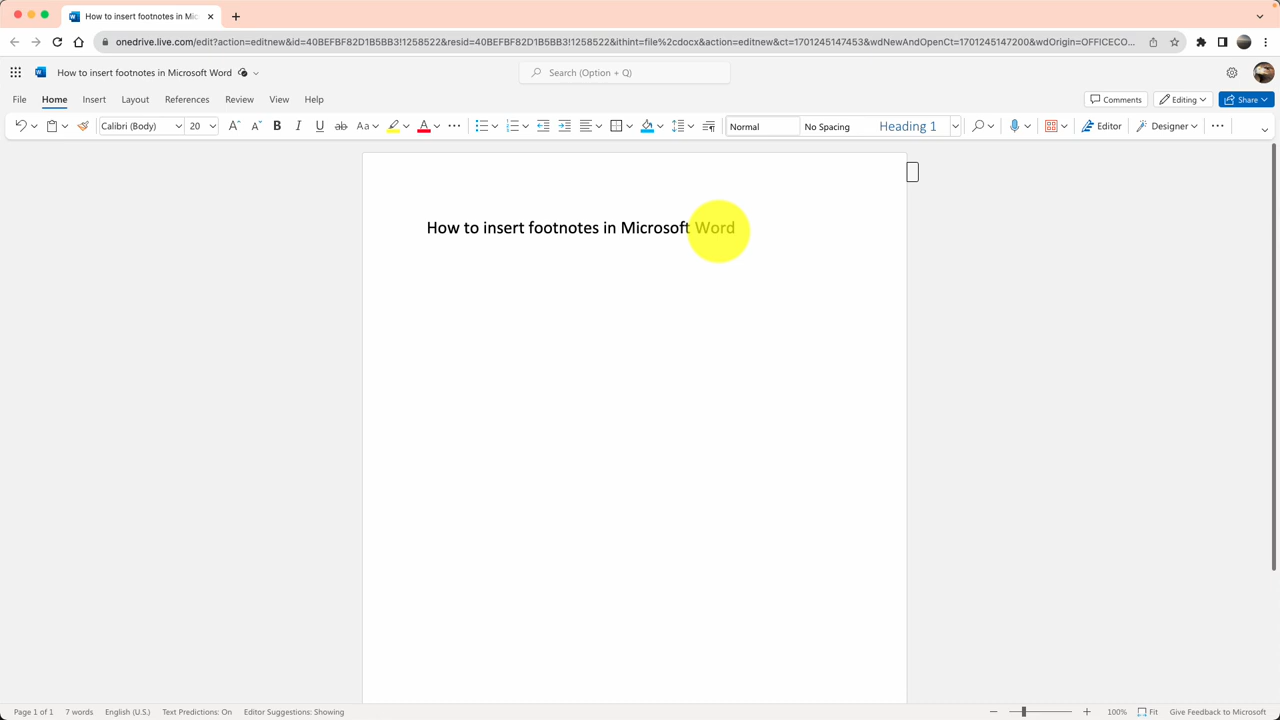 How to insert footnotes in Mic
onedrive.live.com/edit?action=editnew&id=40BEFBF82D1B5BB3!1258522&resid=40BEFBF82D1B5BB3!1258522&ithint=file%2cdocx&action=editnew&ct=1701245147453&wdNewAndOpenCt=1701245147200&wdOrigin=OFFICECO...
How to insert footnotes in Microsoft Word
Search (Option + Q)
File Home Insert Layout References Review View Help
Comments Editing Share
Calibri (Body) 20 A A B I U ab Aa A
Normal No Spacing Heading 1
Editor Designer
How to insert footnotes in Microsoft Word
Page 1 of 1 7 words English (U.S.) Text Predictions: On Editor Suggestions: Showing
100% Fit Give Feedback to Microsoft